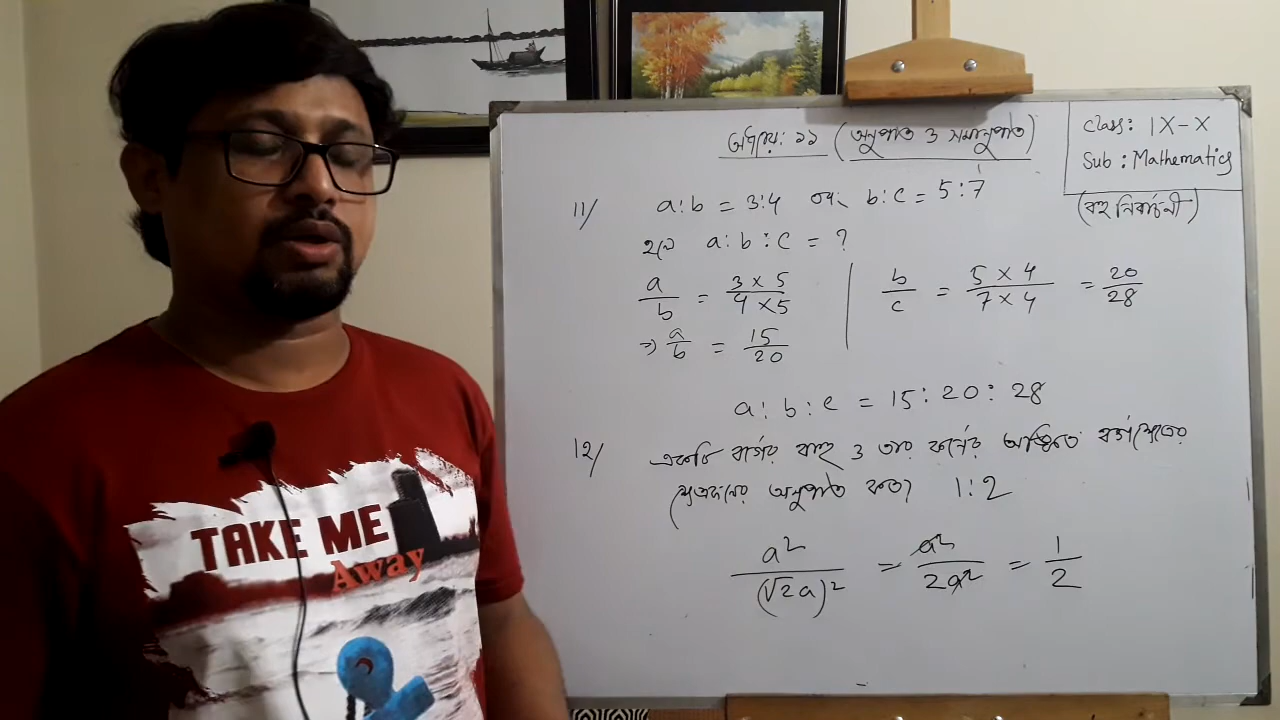 অধ্যায়: ১১ (অনুপাত ও সমানুপাত)
Class: IX-X
Sub : Mathematics
(বহু নির্বাচনী)
11/ a:b = 3:4 এবং b:c = 5:7
হলে a:b:c = ?
a/b = 3×5/4×5
b/c = 5×4/7×4 = 20/28
⇒ a/b = 15/20
a:b:c = 15:20:28
12/ একটি বর্গের বাহু ও তার কর্ণের উপর অঙ্কিত বর্গক্ষেত্রের
ক্ষেত্রফলের অনুপাত কত? 1:2
a²/(√2a)² = a²/2a² = 1/2
TAKE ME
Away